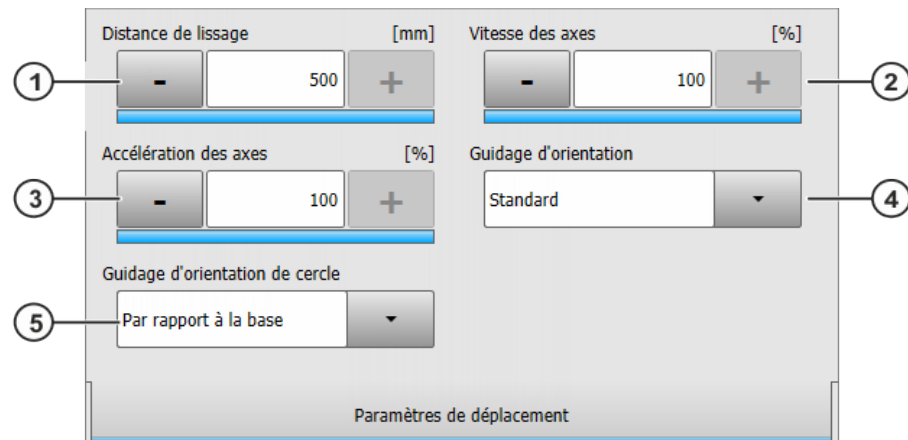 Distance de lissage [mm] Vitesse des axes [%]
1 - 500 + - 100 + 2
Accélération des axes [%] Guidage d'orientation
3 - 100 + Standard 4
Guidage d'orientation de cercle
5 Par rapport à la base
Paramètres de déplacement